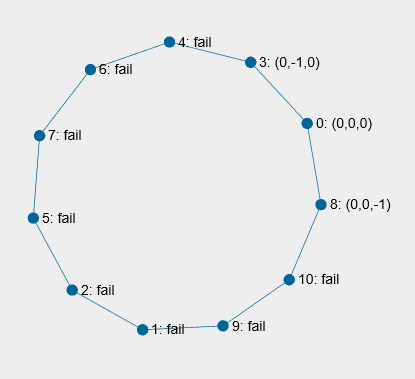 4: fail
3: (0,-1,0)
6: fail
0: (0,0,0)
7: fail
8: (0,0,-1)
5: fail
10: fail
2: fail
9: fail
1: fail